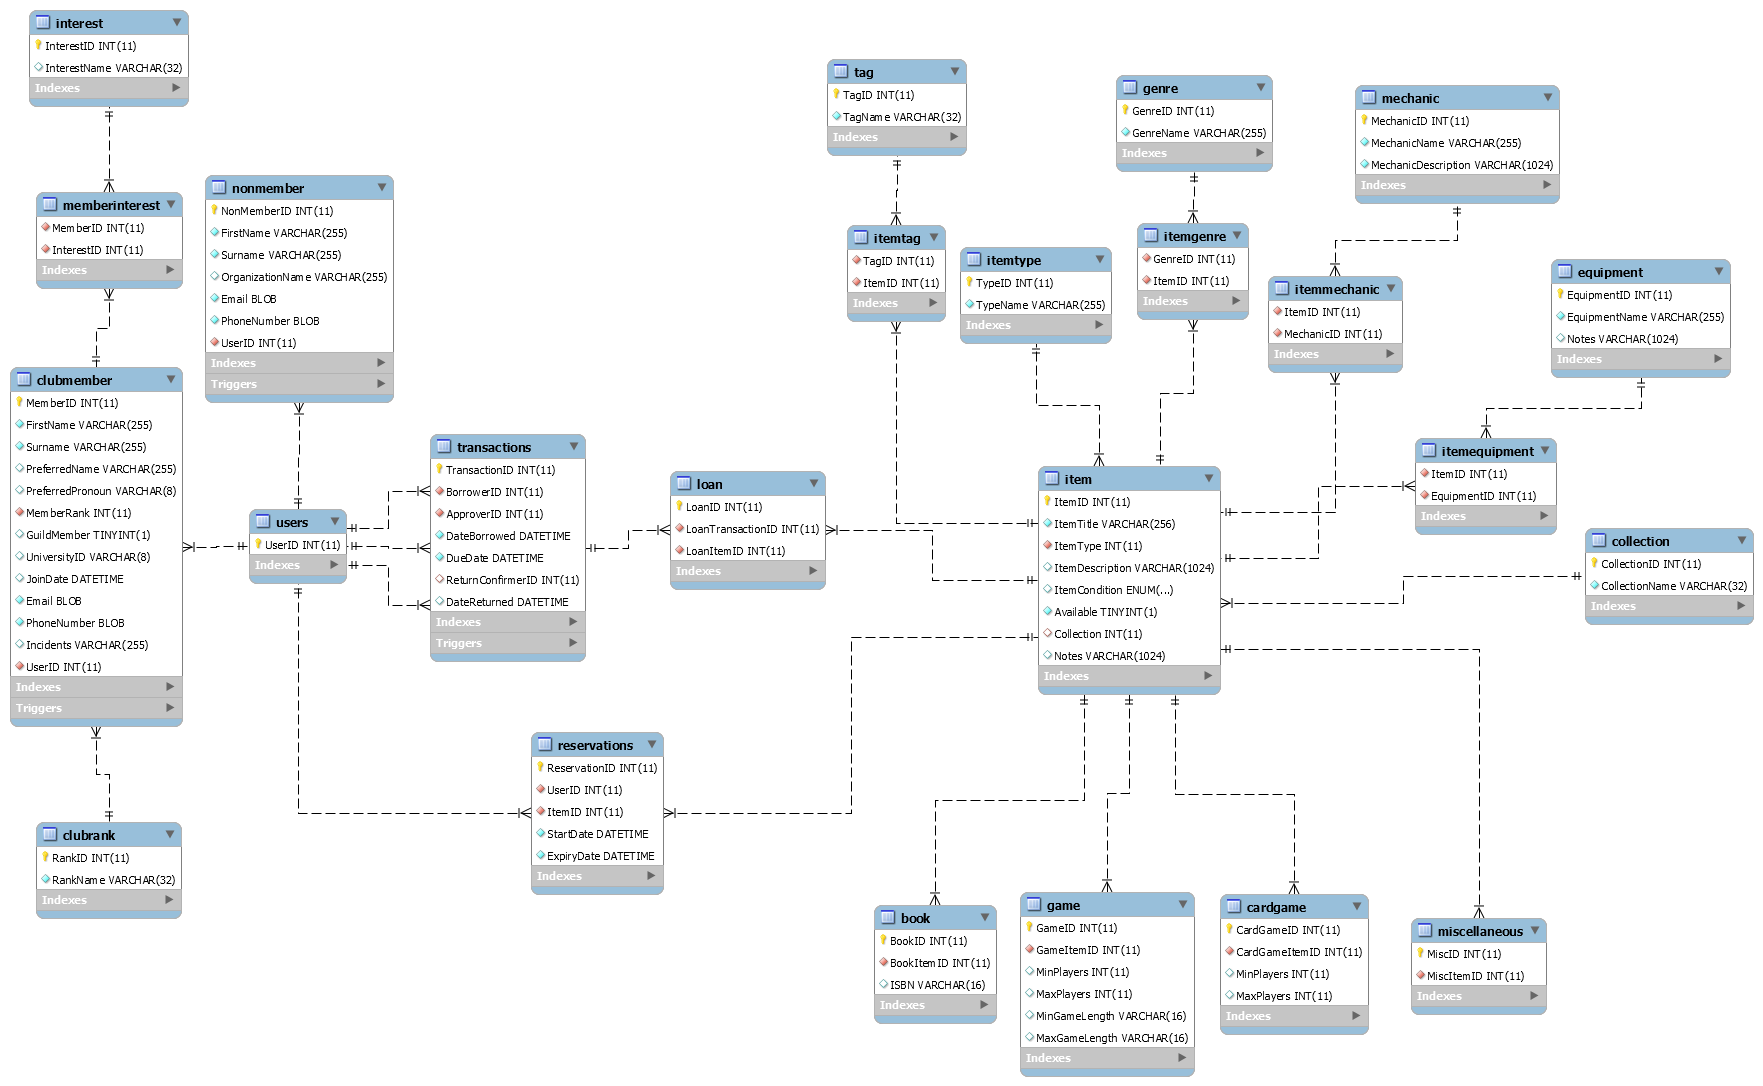 interest
InterestID INT(11)
InterestName VARCHAR(32)
Indexes
memberinterest
MemberID INT(11)
InterestID INT(11)
Indexes
nonmember
NonMemberID INT(11)
FirstName VARCHAR(255)
Surname VARCHAR(255)
OrganizationName VARCHAR(255)
Email BLOB
PhoneNumber BLOB
UserID INT(11)
Indexes
Triggers
clubmember
MemberID INT(11)
FirstName VARCHAR(255)
Surname VARCHAR(255)
PreferredName VARCHAR(255)
PreferredPronoun VARCHAR(8)
MemberRank INT(11)
GuildMember TINYINT(1)
UniversityID VARCHAR(8)
JoinDate DATETIME
Email BLOB
PhoneNumber BLOB
Incidents VARCHAR(255)
UserID INT(11)
Indexes
Triggers
clubrank
RankID INT(11)
RankName VARCHAR(32)
Indexes
users
UserID INT(11)
Indexes
transactions
TransactionID INT(11)
BorrowerID INT(11)
ApproverID INT(11)
DateBorrowed DATETIME
DueDate DATETIME
ReturnConfirmerID INT(11)
DateReturned DATETIME
Indexes
Triggers
loan
LoanID INT(11)
LoanTransactionID INT(11)
LoanItemID INT(11)
Indexes
reservations
ReservationID INT(11)
UserID INT(11)
ItemID INT(11)
StartDate DATETIME
ExpiryDate DATETIME
Indexes
tag
TagID INT(11)
TagName VARCHAR(32)
Indexes
itemtag
TagID INT(11)
ItemID INT(11)
Indexes
itemtype
TypeID INT(11)
TypeName VARCHAR(255)
Indexes
genre
GenreID INT(11)
GenreName VARCHAR(255)
Indexes
itemgenre
GenreID INT(11)
ItemID INT(11)
Indexes
mechanic
MechanicID INT(11)
MechanicName VARCHAR(255)
MechanicDescription VARCHAR(1024)
Indexes
itemmechanic
ItemID INT(11)
MechanicID INT(11)
Indexes
equipment
EquipmentID INT(11)
EquipmentName VARCHAR(255)
Notes VARCHAR(1024)
Indexes
itemequipment
ItemID INT(11)
EquipmentID INT(11)
Indexes
item
ItemID INT(11)
ItemTitle VARCHAR(256)
ItemType INT(11)
ItemDescription VARCHAR(1024)
ItemCondition ENUM(...)
Available TINYINT(1)
Collection INT(11)
Notes VARCHAR(1024)
Indexes
collection
CollectionID INT(11)
CollectionName VARCHAR(32)
Indexes
book
BookID INT(11)
BookItemID INT(11)
ISBN VARCHAR(16)
Indexes
game
GameID INT(11)
GameItemID INT(11)
MinPlayers INT(11)
MaxPlayers INT(11)
MinGameLength VARCHAR(16)
MaxGameLength VARCHAR(16)
Indexes
cardgame
CardGameID INT(11)
CardGameItemID INT(11)
MinPlayers INT(11)
MaxPlayers INT(11)
Indexes
miscellaneous
MiscID INT(11)
MiscItemID INT(11)
Indexes